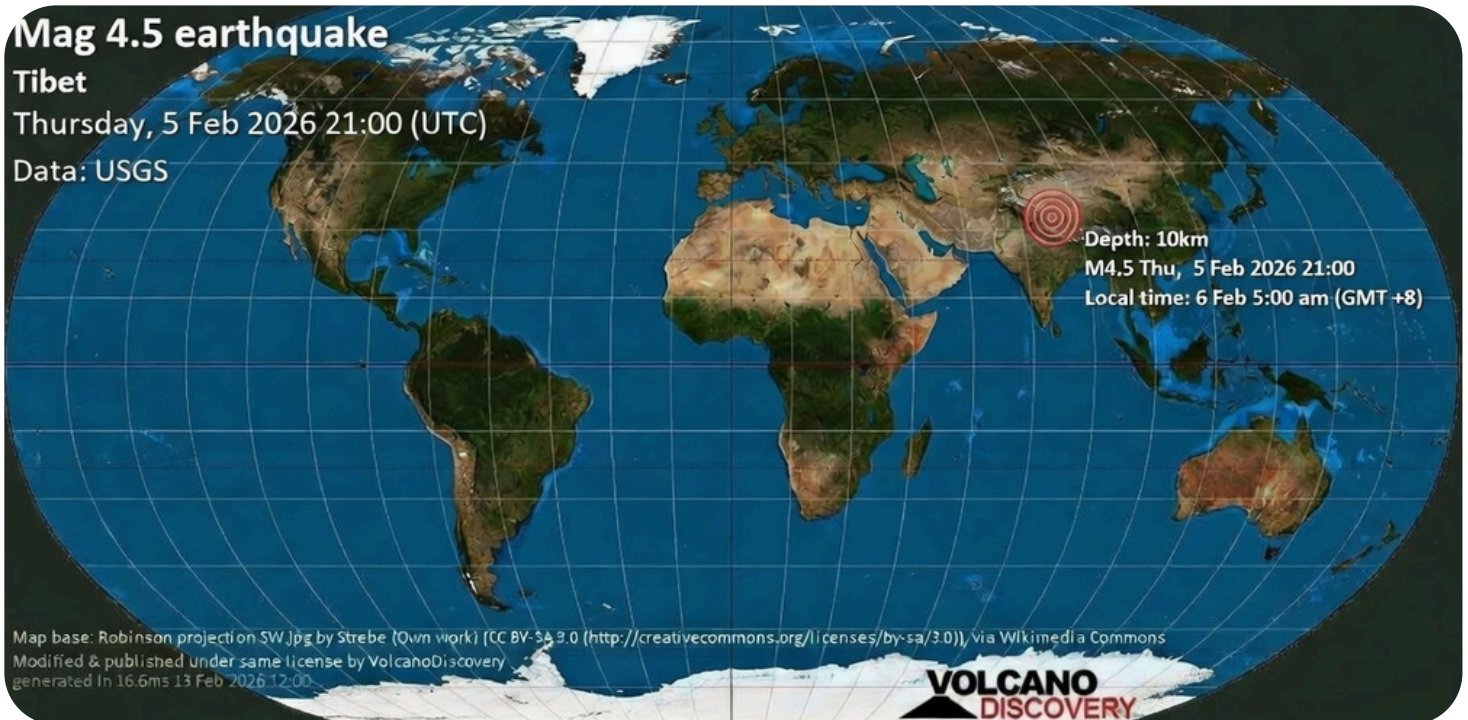 Mag 4.5 earthquake
Tibet
Thursday, 5 Feb 2026 21:00 (UTC)
Data: USGS
Depth: 10km
M4.5 Thu, 5 Feb 2026 21:00
Local time: 6 Feb 5:00 am (GMT +8)
Map base: Robinson projection SW.jpg by Strebe (Own work) [CC BY-SA 3.0 (http://creativecommons.org/licenses/by-sa/3.0)], via Wikimedia Commons
Modified & published under same license by VolcanoDiscovery
generated in 16.6ms 13 Feb 2026 12:00
VOLCANO
DISCOVERY